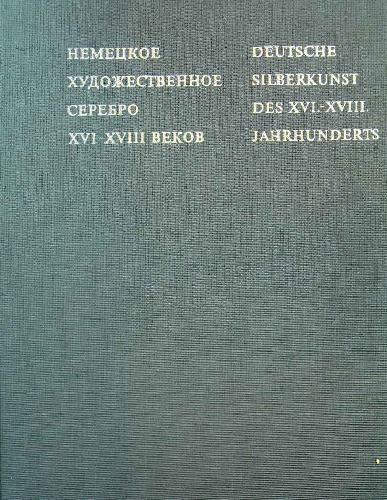 НЕМЕЦКОЕ
ХУДОЖЕСТВЕННОЕ
СЕРЕБРО
XVI-XVIII ВЕКОВ
DEUTSCHE
SILBERKUNST
DES XVI.-XVIII.
JAHRHUNDERTS